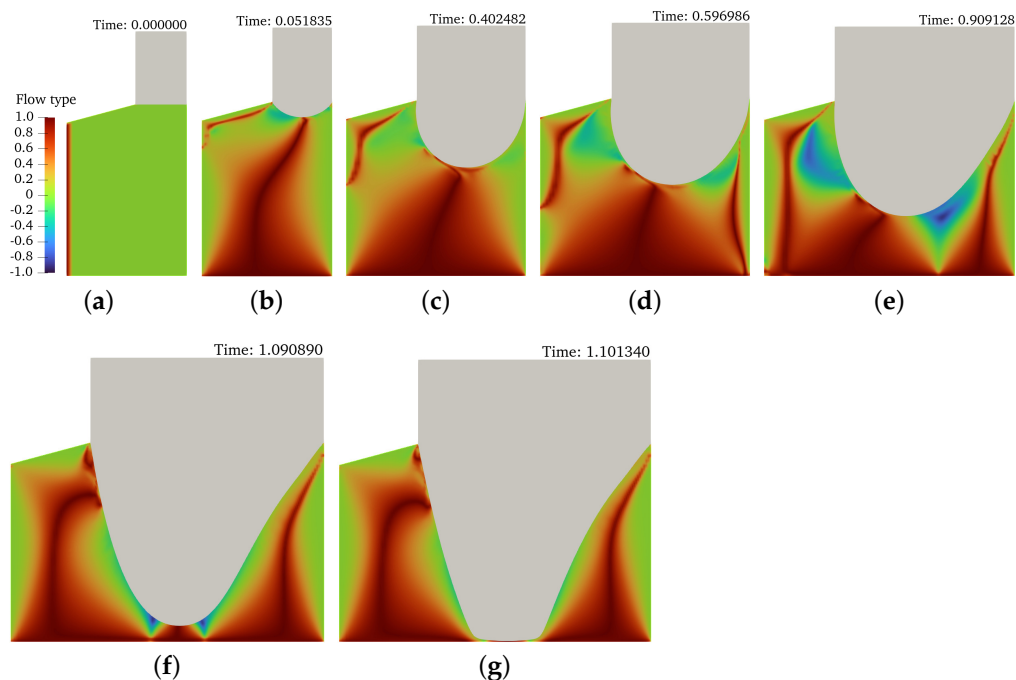 Time: 0.000000
Time: 0.051835
Time: 0.402482
Time: 0.596986
Time: 0.909128
Flow type
1.0
0.8
0.6
0.4
0.2
0
-0.2
-0.4
-0.6
-0.8
-1.0
(a)
(b)
(c)
(d)
(e)
Time: 1.090890
Time: 1.101340
(f)
(g)